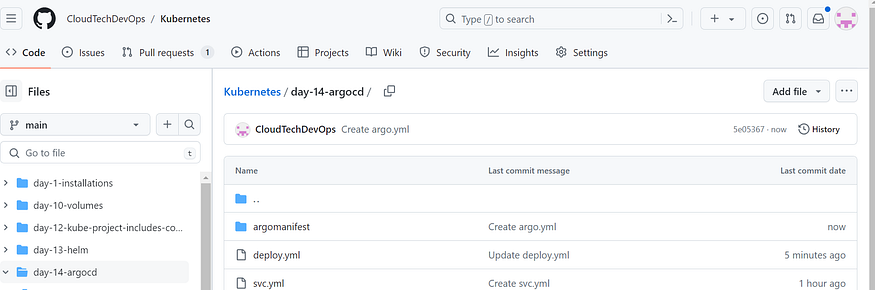 CloudTechDevOps / Kubernetes
Type / to search
Code
Issues
Pull requests 1
Actions
Projects
Wiki
Security
Insights
Settings
Files
main
Go to file t
day-1-installations
day-10-volumes
day-12-kube-project-includes-co...
day-13-helm
day-14-argocd
Kubernetes / day-14-argocd /
Add file
CloudTechDevOps Create argo.yml 5e05367 · now History
Name Last commit message Last commit date
..
argomanifest Create argo.yml now
deploy.yml Update deploy.yml 5 minutes ago
svc.yml Create svc.yml 1 hour ago